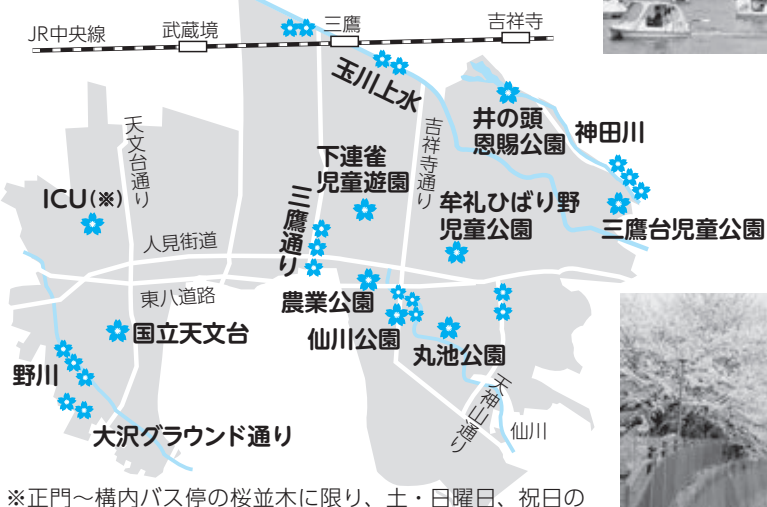 JR中央線
武蔵境
三鷹
吉祥寺
玉川上水
井の頭
恩賜公園
神田川
天文台通り
下連雀
児童遊園
吉祥寺通り
ICU(※)
三鷹通り
牟礼ひばり野
児童公園
三鷹台児童公園
人見街道
東八道路
農業公園
国立天文台
仙川公園
丸池公園
野川
天神山通り
大沢グラウンド通り
仙川
※正門～構内バス停の桜並木に限り、土・日曜日、祝日の